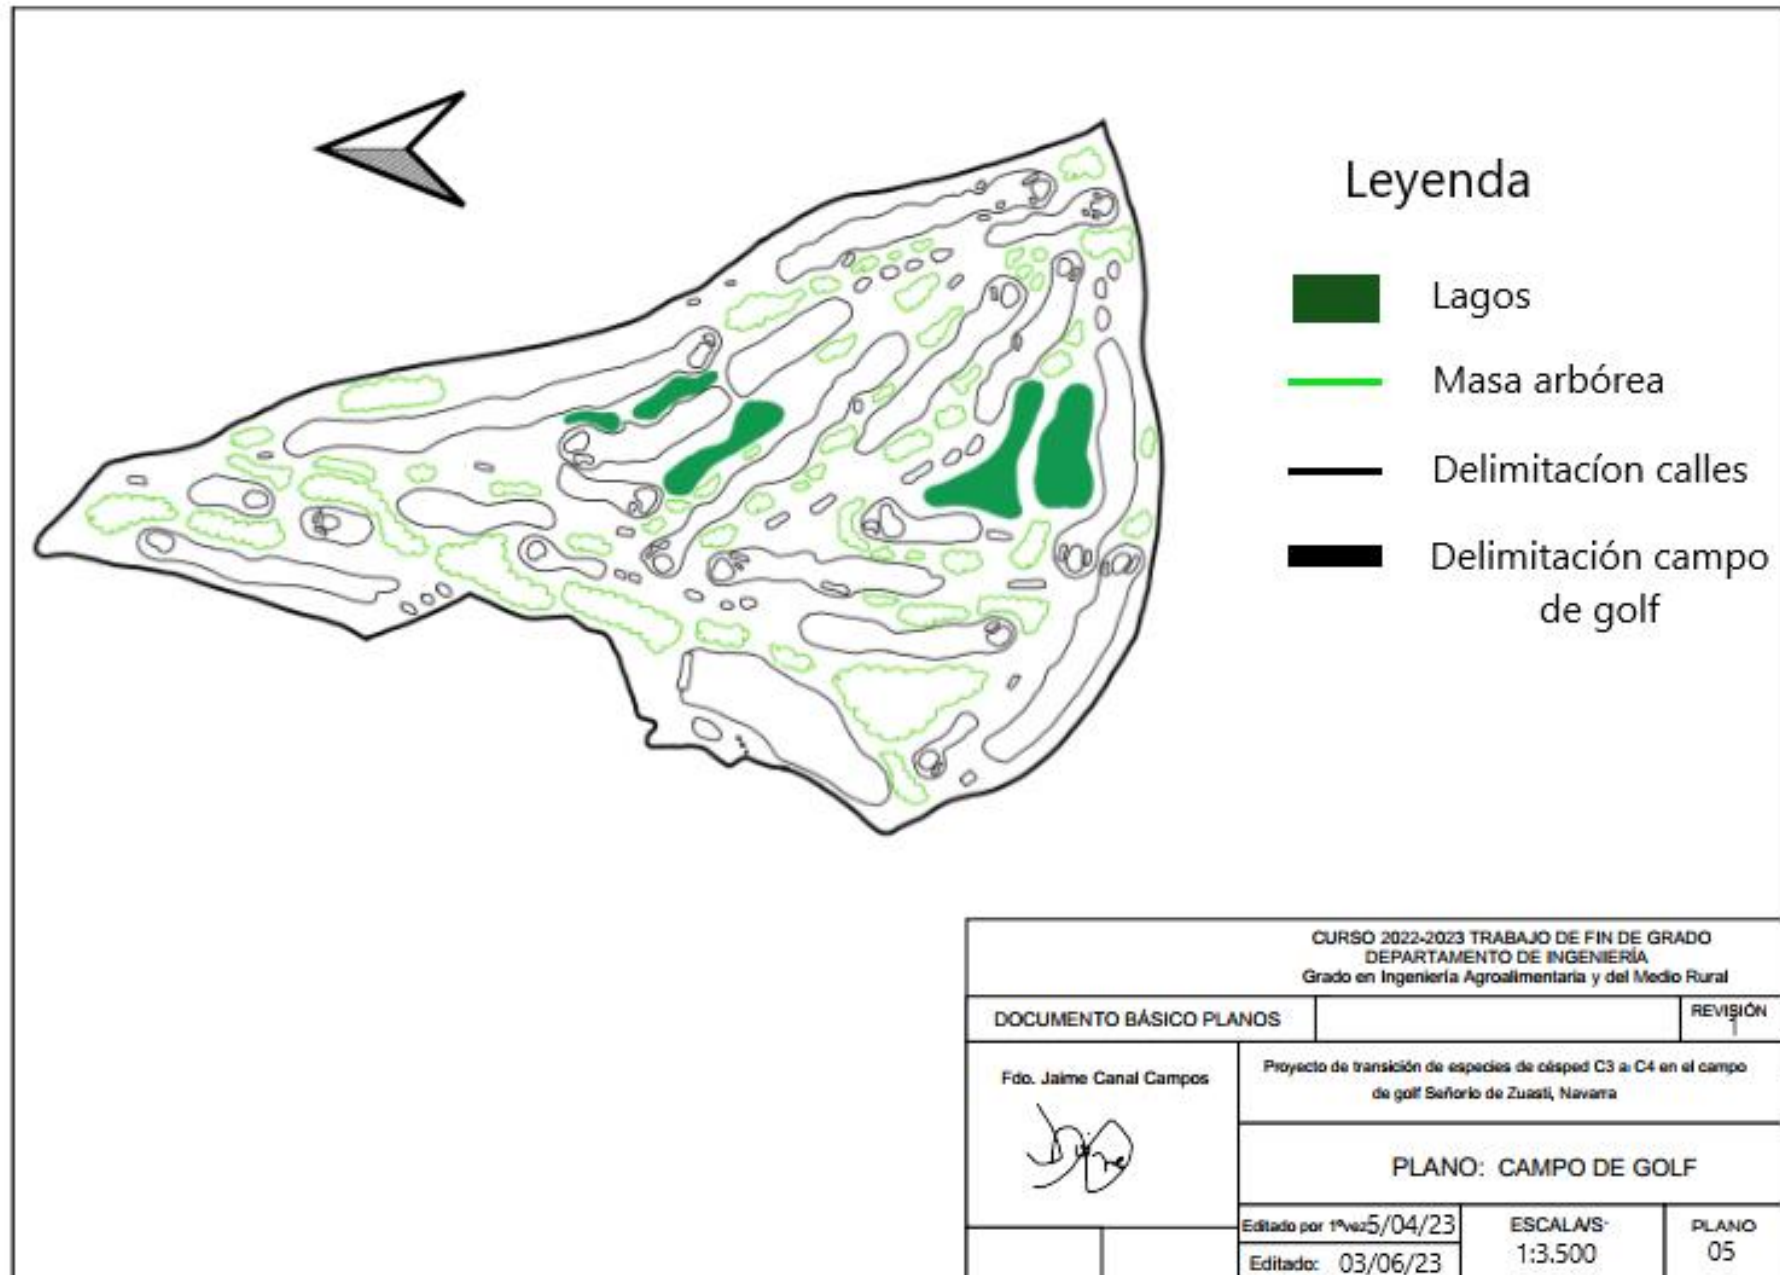 Leyenda
Lagos
Masa arbórea
Delimitacíon calles
Delimitación campo
de golf
CURSO 2022-2023 TRABAJO DE FIN DE GRADO
DEPARTAMENTO DE INGENIERÍA
Grado en Ingeniería Agroalimentaria y del Medio Rural
DOCUMENTO BÁSICO PLANOS
REVISIÓN
1
Fdo. Jaime Canal Campos
Proyecto de transición de especies de césped C3 a C4 en el campo
de golf Señorío de Zuasti, Navarra
PLANO: CAMPO DE GOLF
Editado por 1ªvez 5/04/23
Editado: 03/06/23
ESCALA/S:
1:3.500
PLANO
05